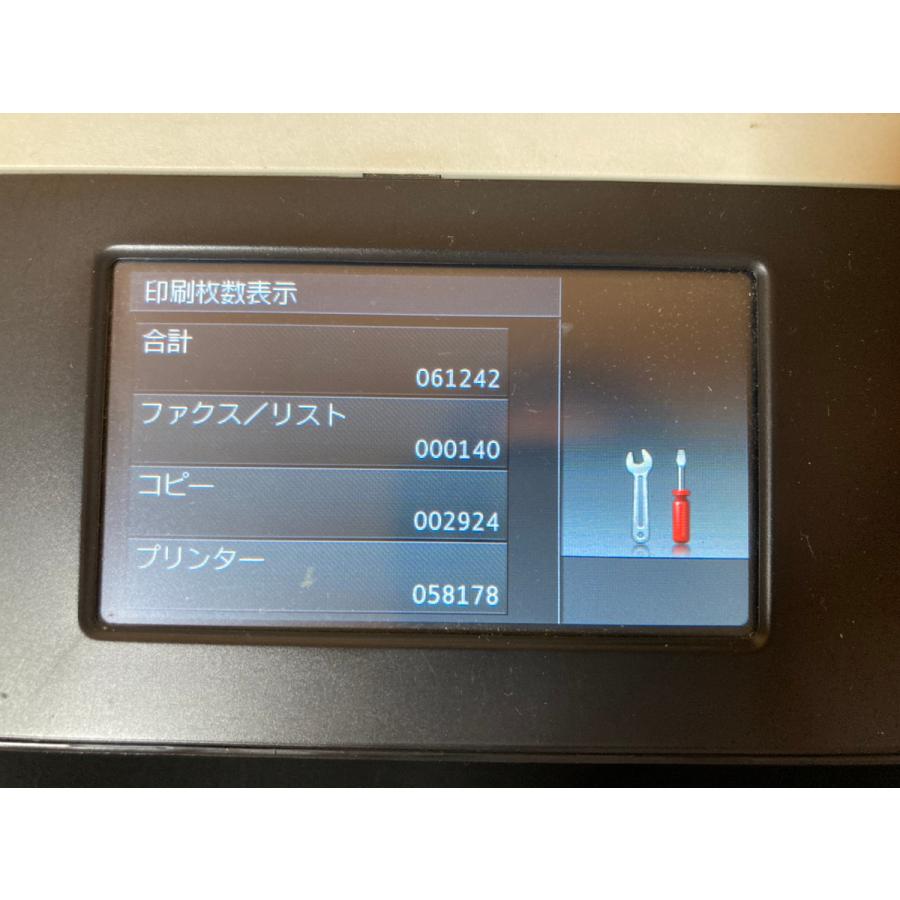 印刷枚数表示
合計
061242
ファクス／リスト
000140
コピー
002924
プリンター
058178